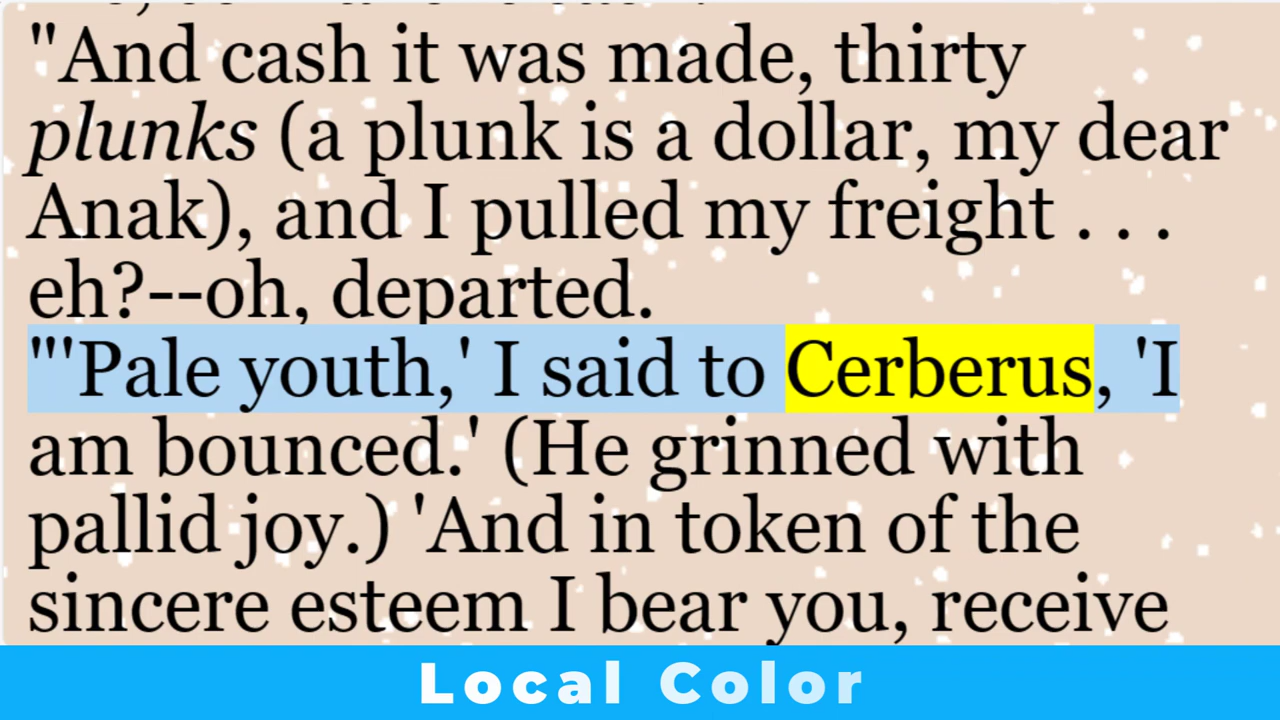 "And cash it was made, thirty
plunks (a plunk is a dollar, my dear
Anak), and I pulled my freight . . .
eh?--oh, departed.
"'Pale youth,' I said to Cerberus, 'I
am bounced.' (He grinned with
pallid joy.) 'And in token of the
sincere esteem I bear you, receive
Local Color